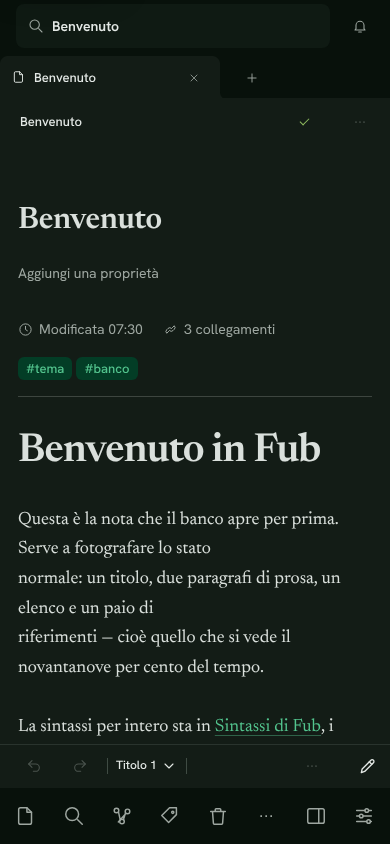 Benvenuto
Benvenuto
Benvenuto
Benvenuto
Aggiungi una proprietà
Modificata 07:30 3 collegamenti
#tema #banco
Benvenuto in Fub
Questa è la nota che il banco apre per prima.
Serve a fotografare lo stato
normale: un titolo, due paragrafi di prosa, un
elenco e un paio di
riferimenti — cioè quello che si vede il
novantanove per cento del tempo.
La sintassi per intero sta in Sintassi di Fub, i
Titolo 1